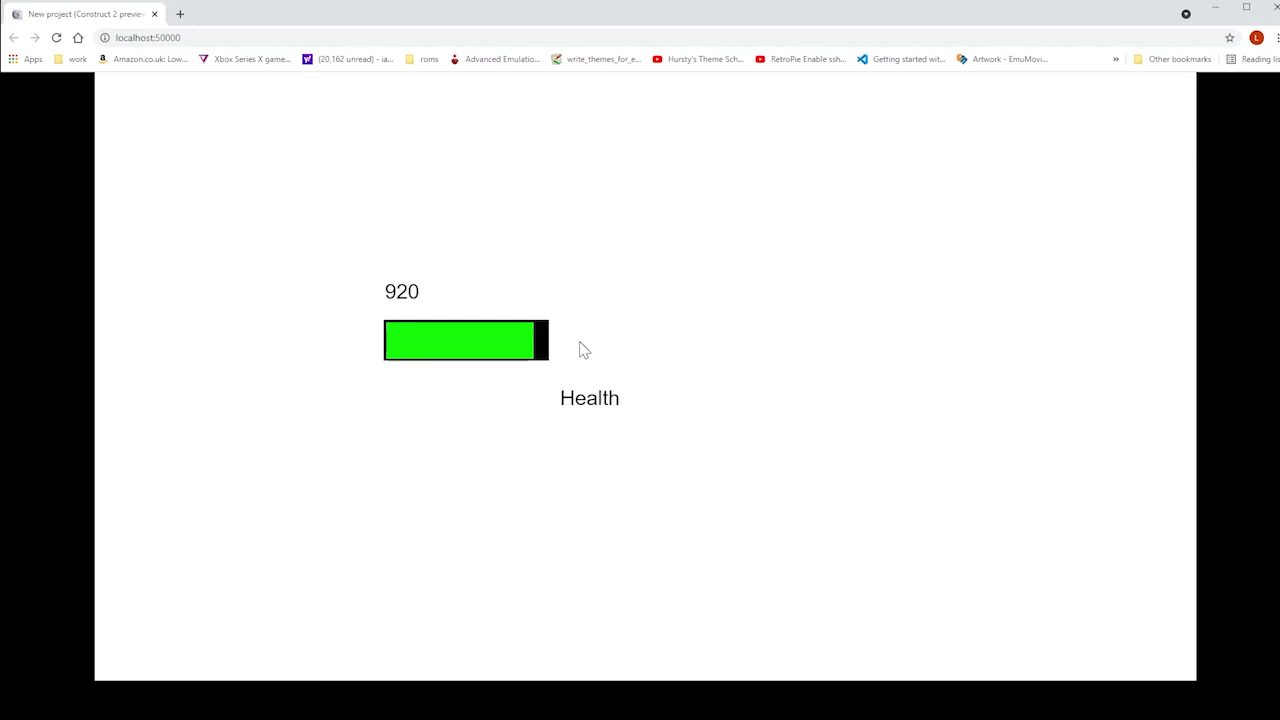 New project (Construct 2 preview
localhost:50000
Apps work Amazon.co.uk: Low... Xbox Series X game... (20,162 unread) - ia... roms Advanced Emulatio... write_themes_for_e... Hursty's Theme Sch... RetroPie Enable ssh... Getting started wit... Artwork - EmuMovi... » Other bookmarks Reading lis
L
920
Health